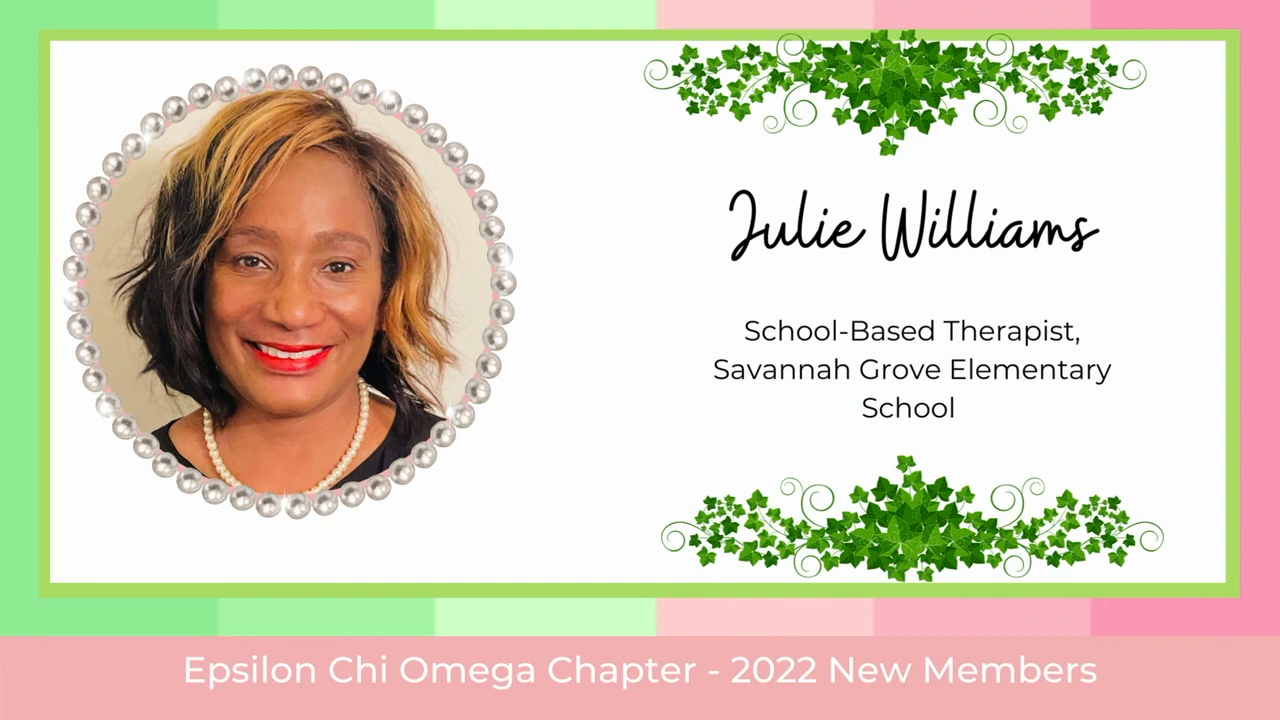 Julie Williams
School-Based Therapist,
Savannah Grove Elementary
School
Epsilon Chi Omega Chapter - 2022 New Members